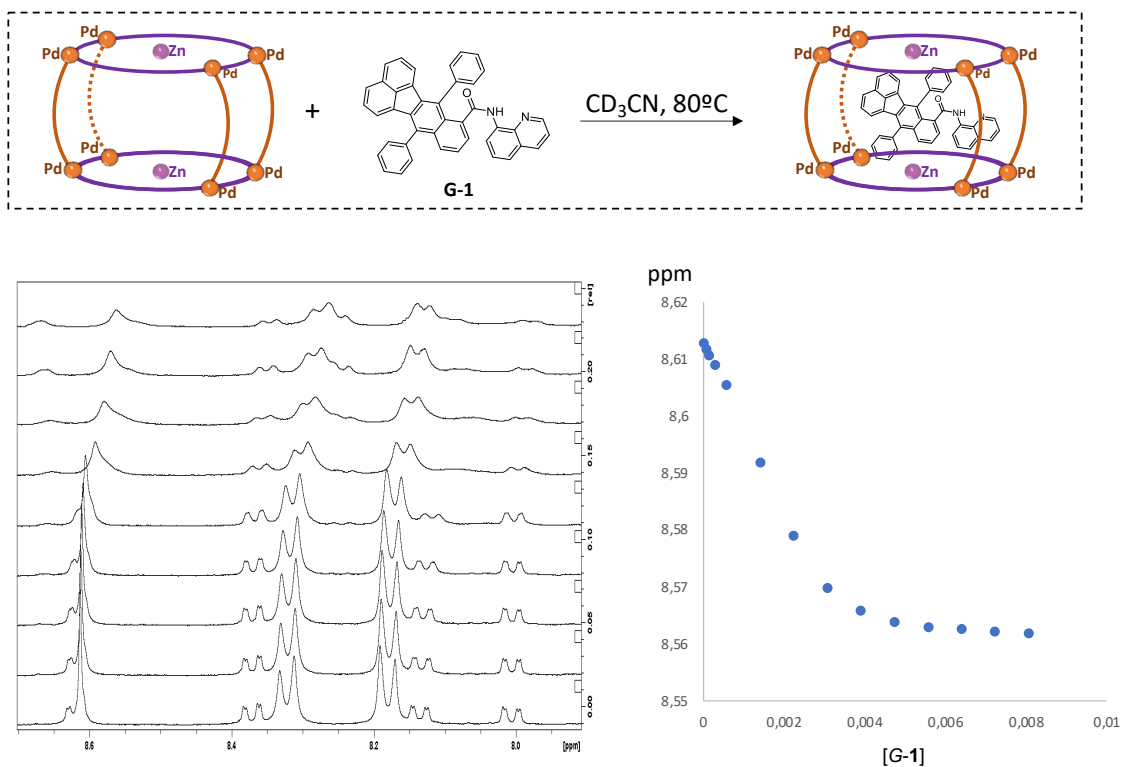 Pd
Pd
Zn
Pd
Pd
Pd
Pd
Zn
Pd
Pd
+
O
NH
N
G-1
CD3CN, 80ºC
Pd
Pd
Zn
Pd
Pd
O
NH
N
Pd
Pd
Zn
Pd
Pd
[rel]
0.20
0.15
0.10
0.05
0.00
8.6
8.4
8.2
8.0
[ppm]
ppm
8,62
8,61
8,6
8,59
8,58
8,57
8,56
8,55
0
0,002
0,004
0,006
0,008
0,01
[G-1]